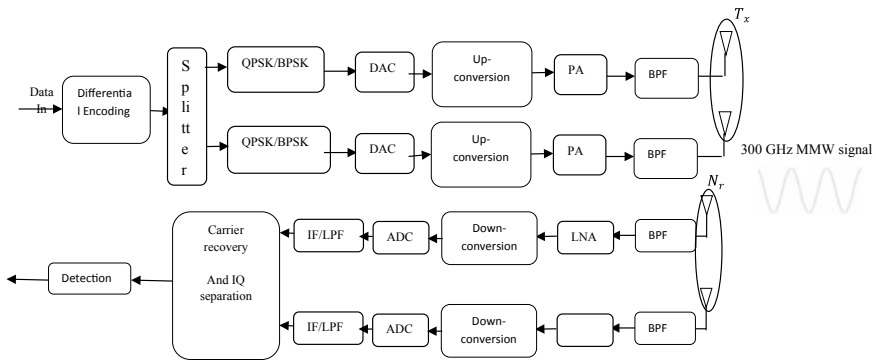 Data
In
Differentia
l Encoding
S
p
li
tt
e
r
QPSK/BPSK
DAC
Up-
conversion
PA
BPF
T_x
QPSK/BPSK
DAC
Up-
conversion
PA
BPF
300 GHz MMW signal
N_r
Carrier
recovery
And IQ
separation
IF/LPF
ADC
Down-
conversion
LNA
BPF
Detection
IF/LPF
ADC
Down-
conversion
BPF